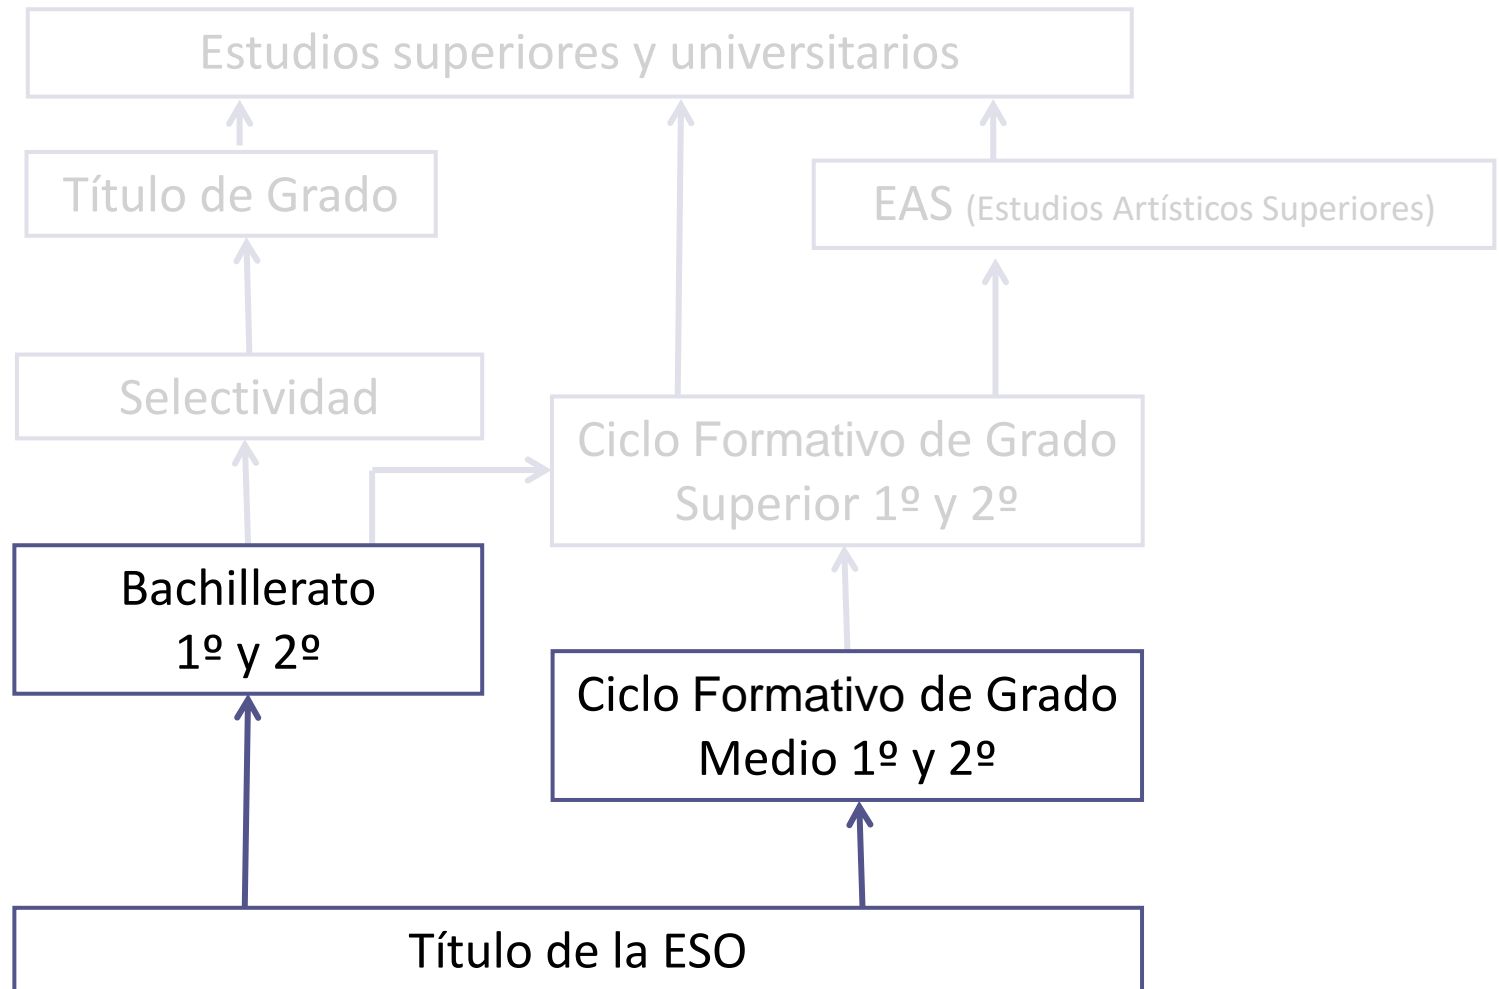 Estudios superiores y universitarios
Título de Grado
EAS (Estudios Artísticos Superiores)
Selectividad
Ciclo Formativo de Grado
Superior 1º y 2º
Bachillerato
1º y 2º
Ciclo Formativo de Grado
Medio 1º y 2º
Título de la ESO